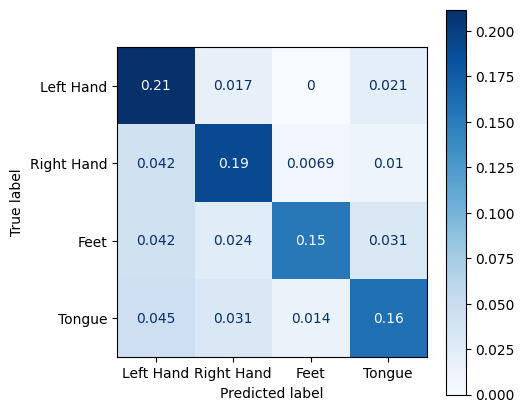 0.200
0.175
0.150
0.125
0.100
0.075
0.050
0.025
0.000
True label
Left Hand 0.21 0.017 0 0.021
Right Hand 0.042 0.19 0.0069 0.01
Feet 0.042 0.024 0.15 0.031
Tongue 0.045 0.031 0.014 0.16
Left Hand Right Hand Feet Tongue
Predicted label